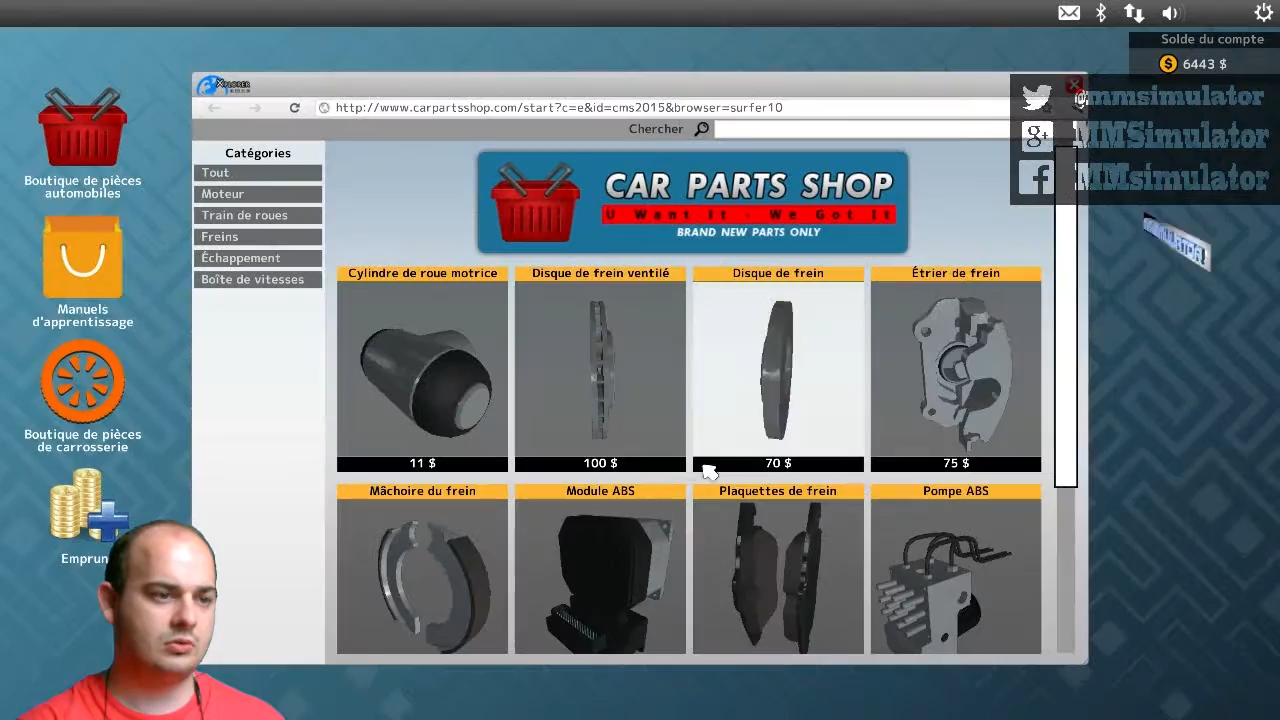 Solde du compte
6443 $
XPLORER
http://www.carpartsshop.com/start?c=e&id=cms2015&browser=surfer10
@mmsimulator
Chercher
g+ MMSimulator
MMsimulator
Catégories
Tout
Moteur
Train de roues
Freins
Échappement
Boîte de vitesses
CAR PARTS SHOP
U Want It - We Got It
BRAND NEW PARTS ONLY
Boutique de pièces
automobiles
Manuels
d'apprentissage
Boutique de pièces
de carrosserie
Emprun
Cylindre de roue motrice
Disque de frein ventilé
Disque de frein
Étrier de frein
11 $
100 $
70 $
75 $
Mâchoire du frein
Module ABS
Plaquettes de frein
Pompe ABS